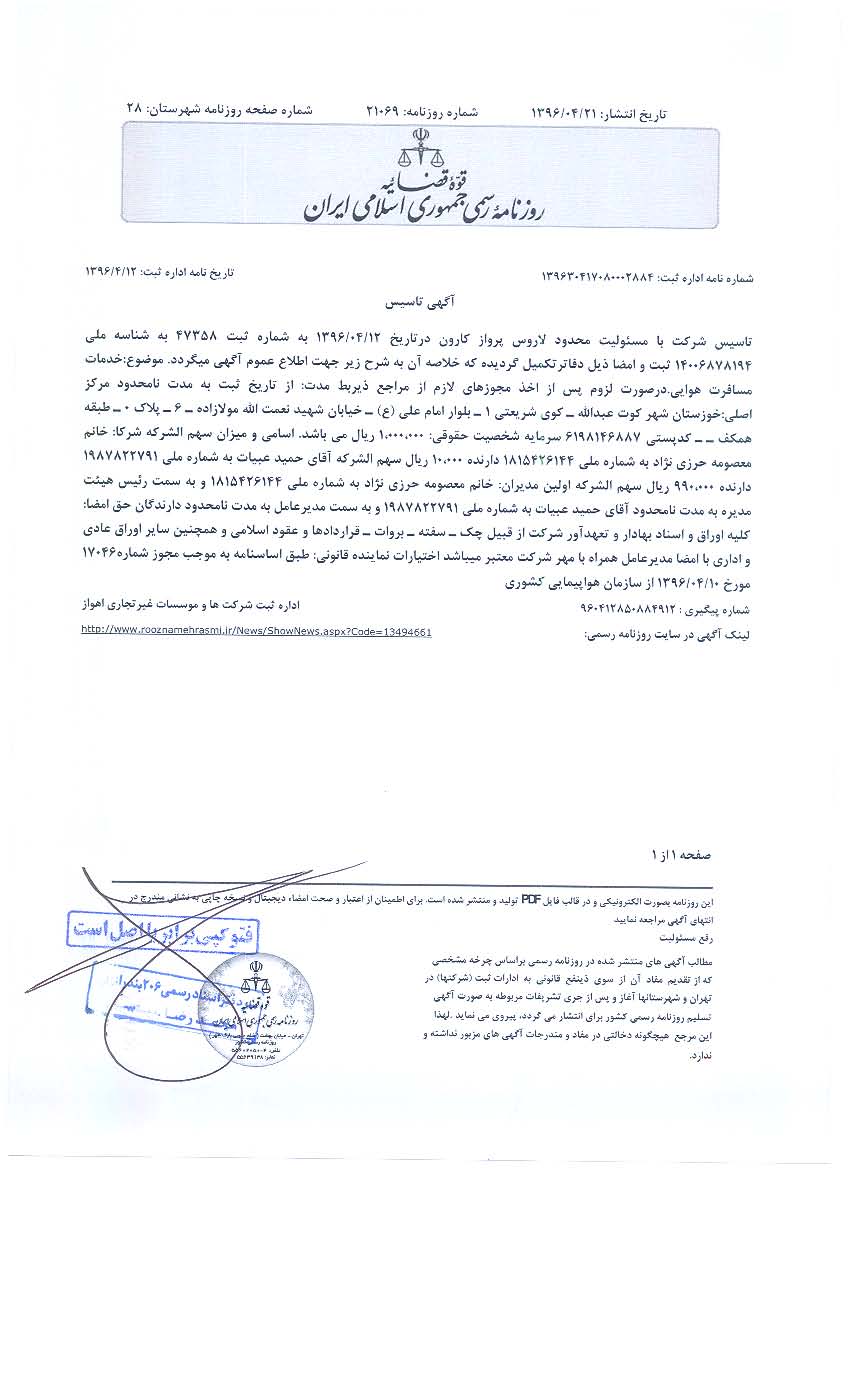 تاریخ انتشار: ۱۳۹۶/۰۴/۲۱ شماره روزنامه: ۲۱۰۶۹ شماره صفحه روزنامه شهرستان: ۲۸
قوهٔ قضائیه
روزنامهٔ رسمی جمهوری اسلامی ایران
شماره نامه اداره ثبت: ۱۳۹۶۳۰۴۱۷۰۸۰۰۰۲۸۸۴ تاریخ نامه اداره ثبت: ۱۳۹۶/۴/۱۲
آگهی تاسیس
تاسیس شرکت با مسئولیت محدود لاروس پرواز کارون درتاریخ ۱۳۹۶/۰۴/۱۲ به شماره ثبت ۴۷۳۵۸ به شناسه ملی
۱۴۰۰۶۸۷۸۱۹۴ ثبت و امضا ذیل دفاترتکمیل گردیده که خلاصه آن به شرح زیر جهت اطلاع عموم آگهی میگردد. موضوع:خدمات
مسافرت هوایی.درصورت لزوم پس از اخذ مجوزهای لازم از مراجع ذیربط مدت: از تاریخ ثبت به مدت نامحدود مرکز
اصلی:خوزستان شهر کوت عبدالله ـ کوی شریعتی ۱ ـ بلوار امام علی (ع) ـ خیابان شهید نعمت الله مولازاده ـ ۶ ـ پلاک ۰ ـ طبقه
همکف ـ ـ کدپستی ۶۱۹۸۱۴۶۸۸۷ سرمایه شخصیت حقوقی: ۱,۰۰۰,۰۰۰ ریال می باشد. اسامی و میزان سهم الشرکه شرکا: خانم
معصومه حرزی نژاد به شماره ملی ۱۸۱۵۴۲۶۱۴۴ دارنده ۱۰,۰۰۰ ریال سهم الشرکه آقای حمید عبیات به شماره ملی ۱۹۸۷۸۲۲۷۹۱
دارنده ۹۹۰,۰۰۰ ریال سهم الشرکه اولین مدیران: خانم معصومه حرزی نژاد به شماره ملی ۱۸۱۵۴۲۶۱۴۴ و به سمت رئیس هیئت
مدیره به مدت نامحدود آقای حمید عبیات به شماره ملی ۱۹۸۷۸۲۲۷۹۱ و به سمت مدیرعامل به مدت نامحدود دارندگان حق امضا:
کلیه اوراق و اسناد بهادار و تعهدآور شرکت از قبیل چک ـ سفته ـ بروات ـ قراردادها و عقود اسلامی و همچنین سایر اوراق عادی
و اداری با امضا مدیرعامل همراه با مهر شرکت معتبر میباشد اختیارات نماینده قانونی: طبق اساسنامه به موجب مجوز شماره۱۷۰۴۶
مورخ ۱۳۹۶/۰۴/۱۰ از سازمان هواپیمایی کشوری
شماره پیگیری : ۹۶۰۴۱۲۸۵۰۸۸۴۹۱۲ اداره ثبت شرکت ها و موسسات غیرتجاری اهواز
لینک آگهی در سایت روزنامه رسمی: http://www.rooznamehrasmi.ir/News/ShowNews.aspx?Code=13494661
صفحه ۱ از ۱
این روزنامه بصورت الکترونیکی و در قالب فایل PDF تولید و منتشر شده است. برای اطمینان از اعتبار و صحت امضاء دیجیتال و نسخه چاپی به نشانی مندرج در
انتهای آگهی مراجعه نمایید
رفع مسئولیت
مطالب آگهی های منتشر شده در روزنامه رسمی براساس چرخه مشخصی
که از تقدیم مفاد آن از سوی ذینفع قانونی به ادارات ثبت (شرکتها) در
تهران و شهرستانها آغاز و پس از جری تشریفات مربوطه به صورت آگهی
تسلیم روزنامه رسمی کشور برای انتشار می گردد، پیروی می نماید .لهذا
این مرجع هیچگونه دخالتی در مفاد و مندرجات آگهی های مزبور نداشته و
ندارد.
فتوکپی برابر با اصل است
اسناد رسمی ۲۰۶
رضا
قوه قضائیه
روزنامه رسمی جمهوری اسلامی ایران